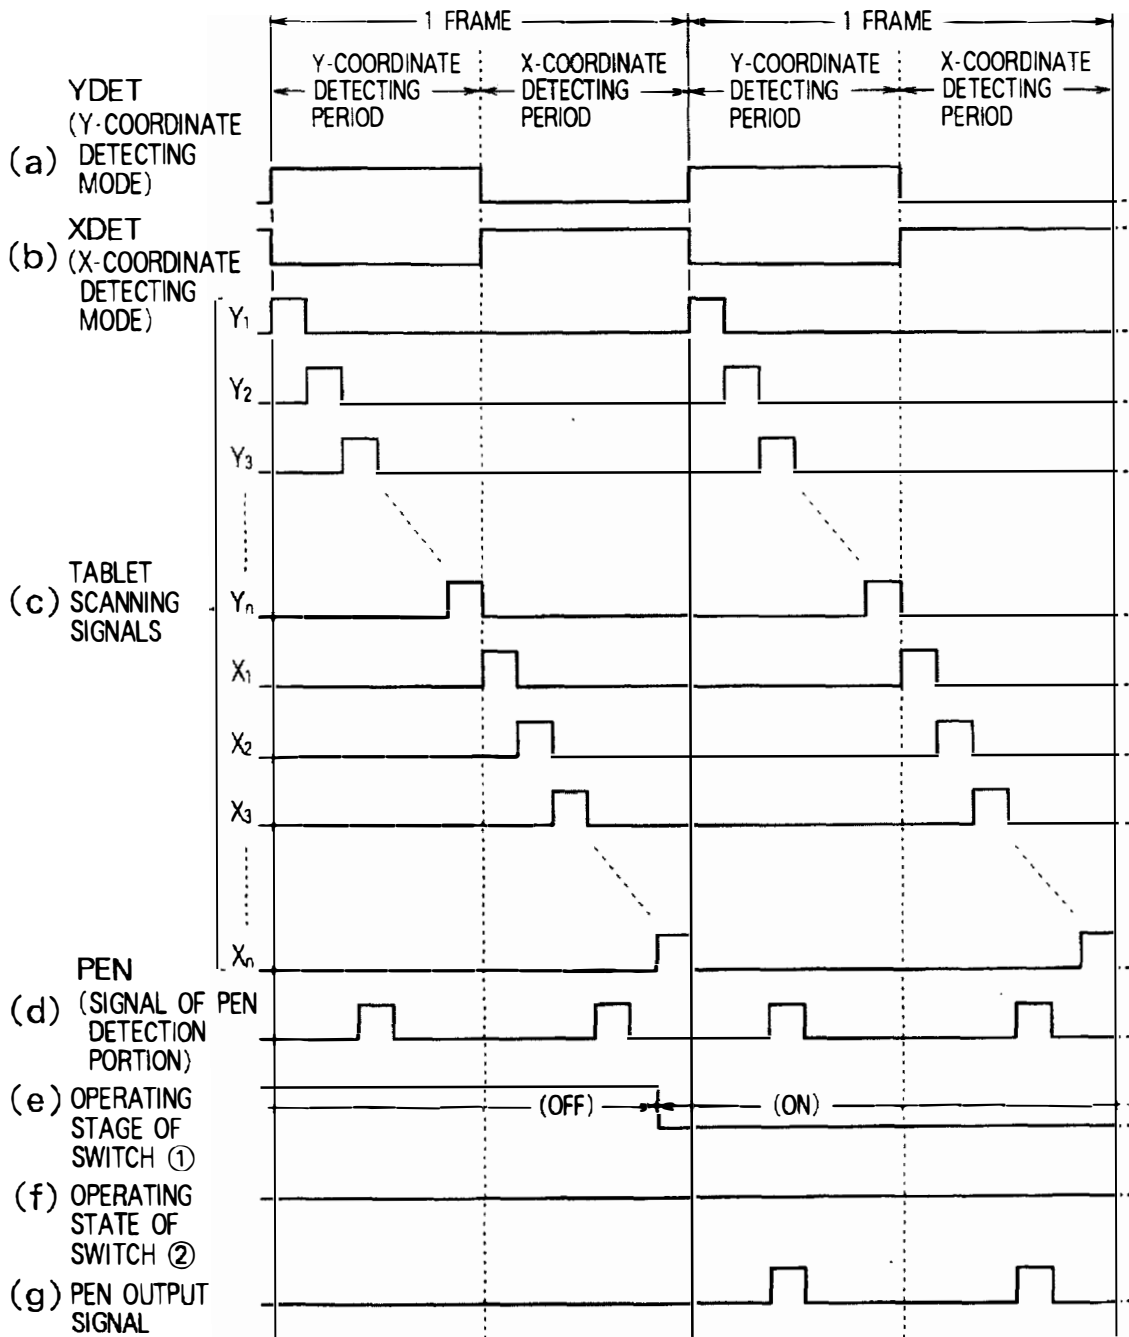 1 FRAME 1 FRAME
Y-COORDINATE X-COORDINATE Y-COORDINATE X-COORDINATE
DETECTING DETECTING DETECTING DETECTING
PERIOD PERIOD PERIOD PERIOD
YDET
(Y-COORDINATE
(a) DETECTING
MODE)
XDET
(b) (X-COORDINATE
DETECTING
MODE)
Y1
Y2
Y3
TABLET
(c) SCANNING
SIGNALS
Yn
X1
X2
X3
Xn
PEN
(d) (SIGNAL OF PEN
DETECTION
PORTION)
(e) OPERATING
STAGE OF
SWITCH ①
(OFF) (ON)
(f) OPERATING
STATE OF
SWITCH ②
(g) PEN OUTPUT
SIGNAL